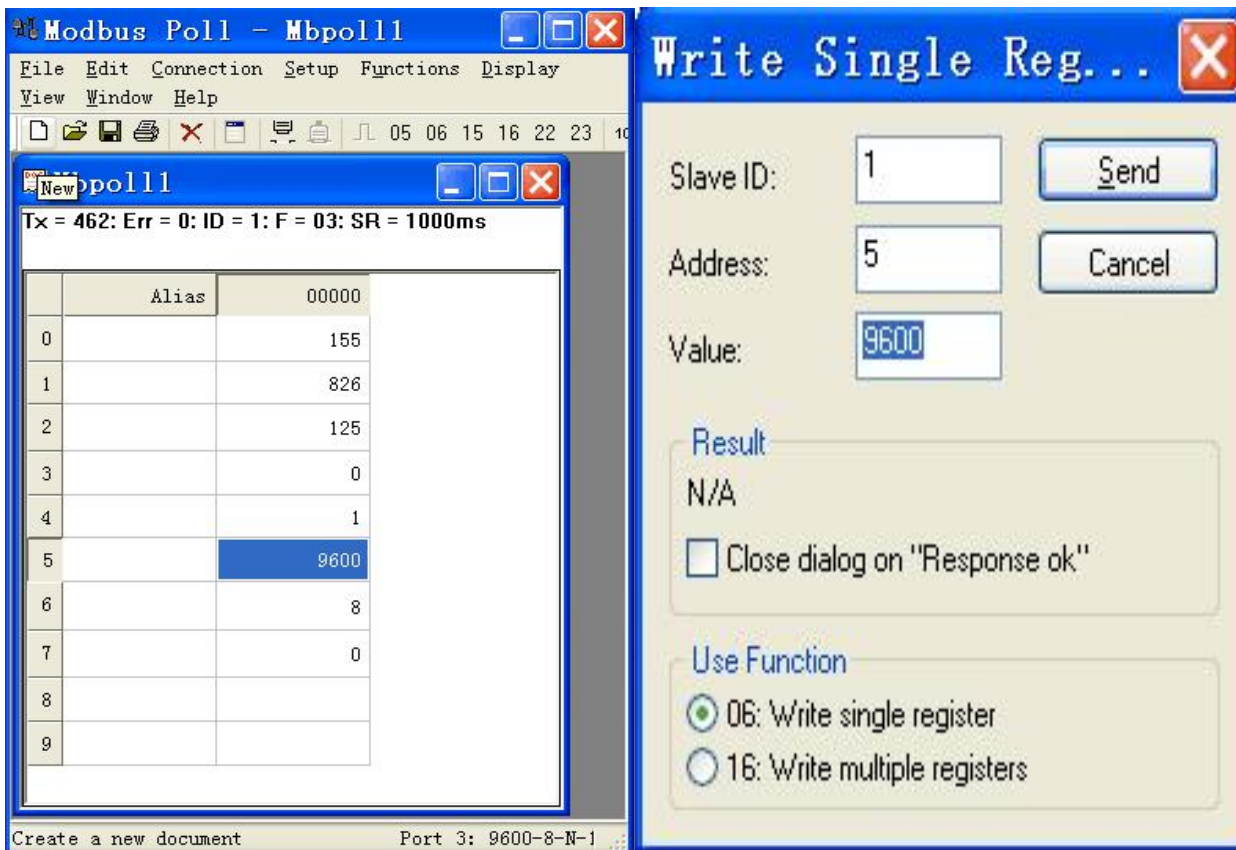 Modbus Poll - Mbpoll1
File Edit Connection Setup Functions Display
View Window Help
05 06 15 16 22 23 10
New
bpoll1
Tx = 462: Err = 0: ID = 1: F = 03: SR = 1000ms
Alias 00000
0 155
1 826
2 125
3 0
4 1
5 9600
6 8
7 0
8
9
Create a new document Port 3: 9600-8-N-1
Write Single Reg...
Slave ID: 1 Send
Address: 5 Cancel
Value: 9600
Result
N/A
Close dialog on "Response ok"
Use Function
06: Write single register
16: Write multiple registers